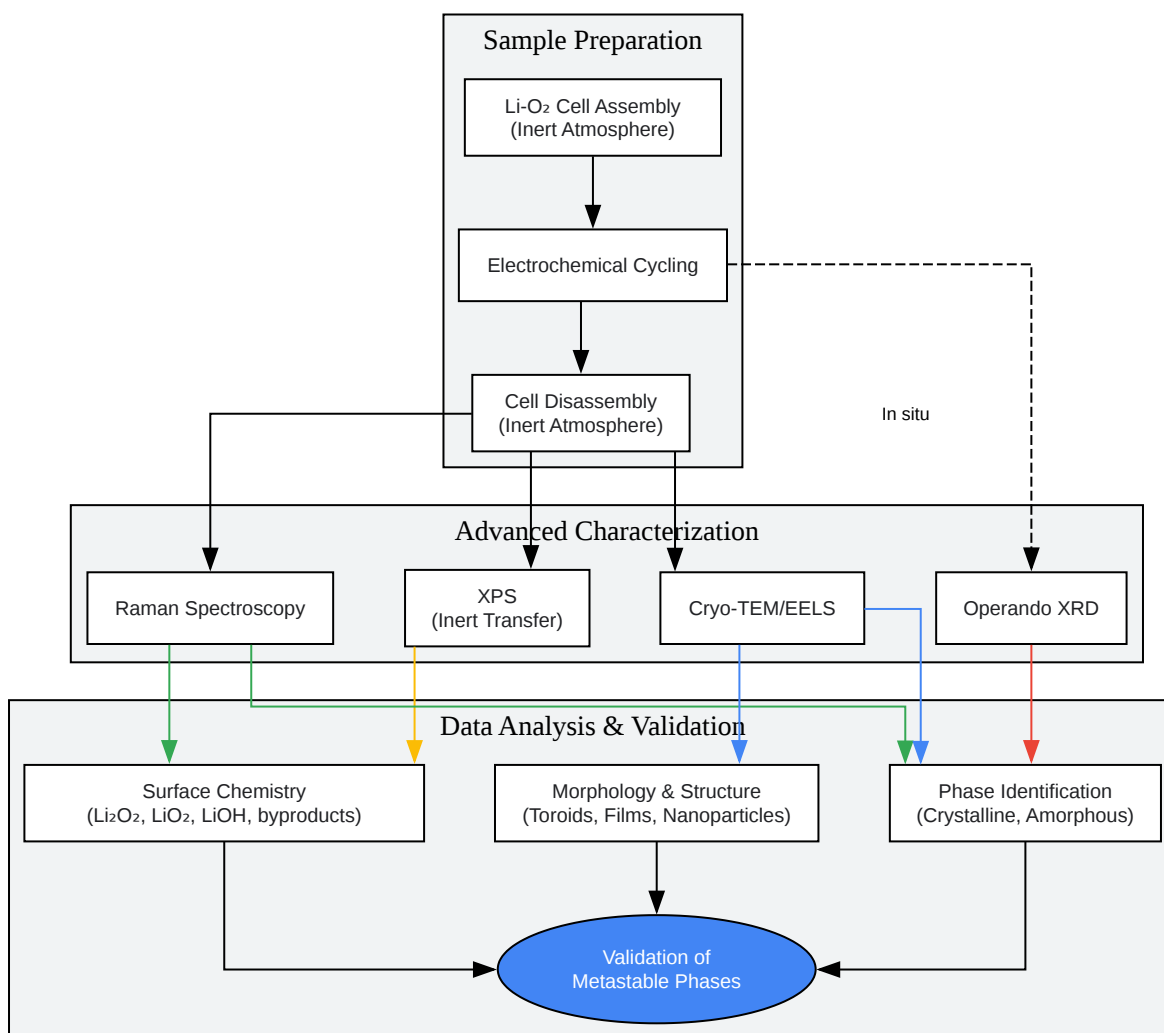 Sample Preparation
Li-O₂ Cell Assembly
(Inert Atmosphere)
Electrochemical Cycling
Cell Disassembly
(Inert Atmosphere)
In situ
Advanced Characterization
Raman Spectroscopy
XPS
(Inert Transfer)
Cryo-TEM/EELS
Operando XRD
Data Analysis & Validation
Surface Chemistry
(Li₂O₂, LiO₂, LiOH, byproducts)
Morphology & Structure
(Toroids, Films, Nanoparticles)
Phase Identification
(Crystalline, Amorphous)
Validation of
Metastable Phases